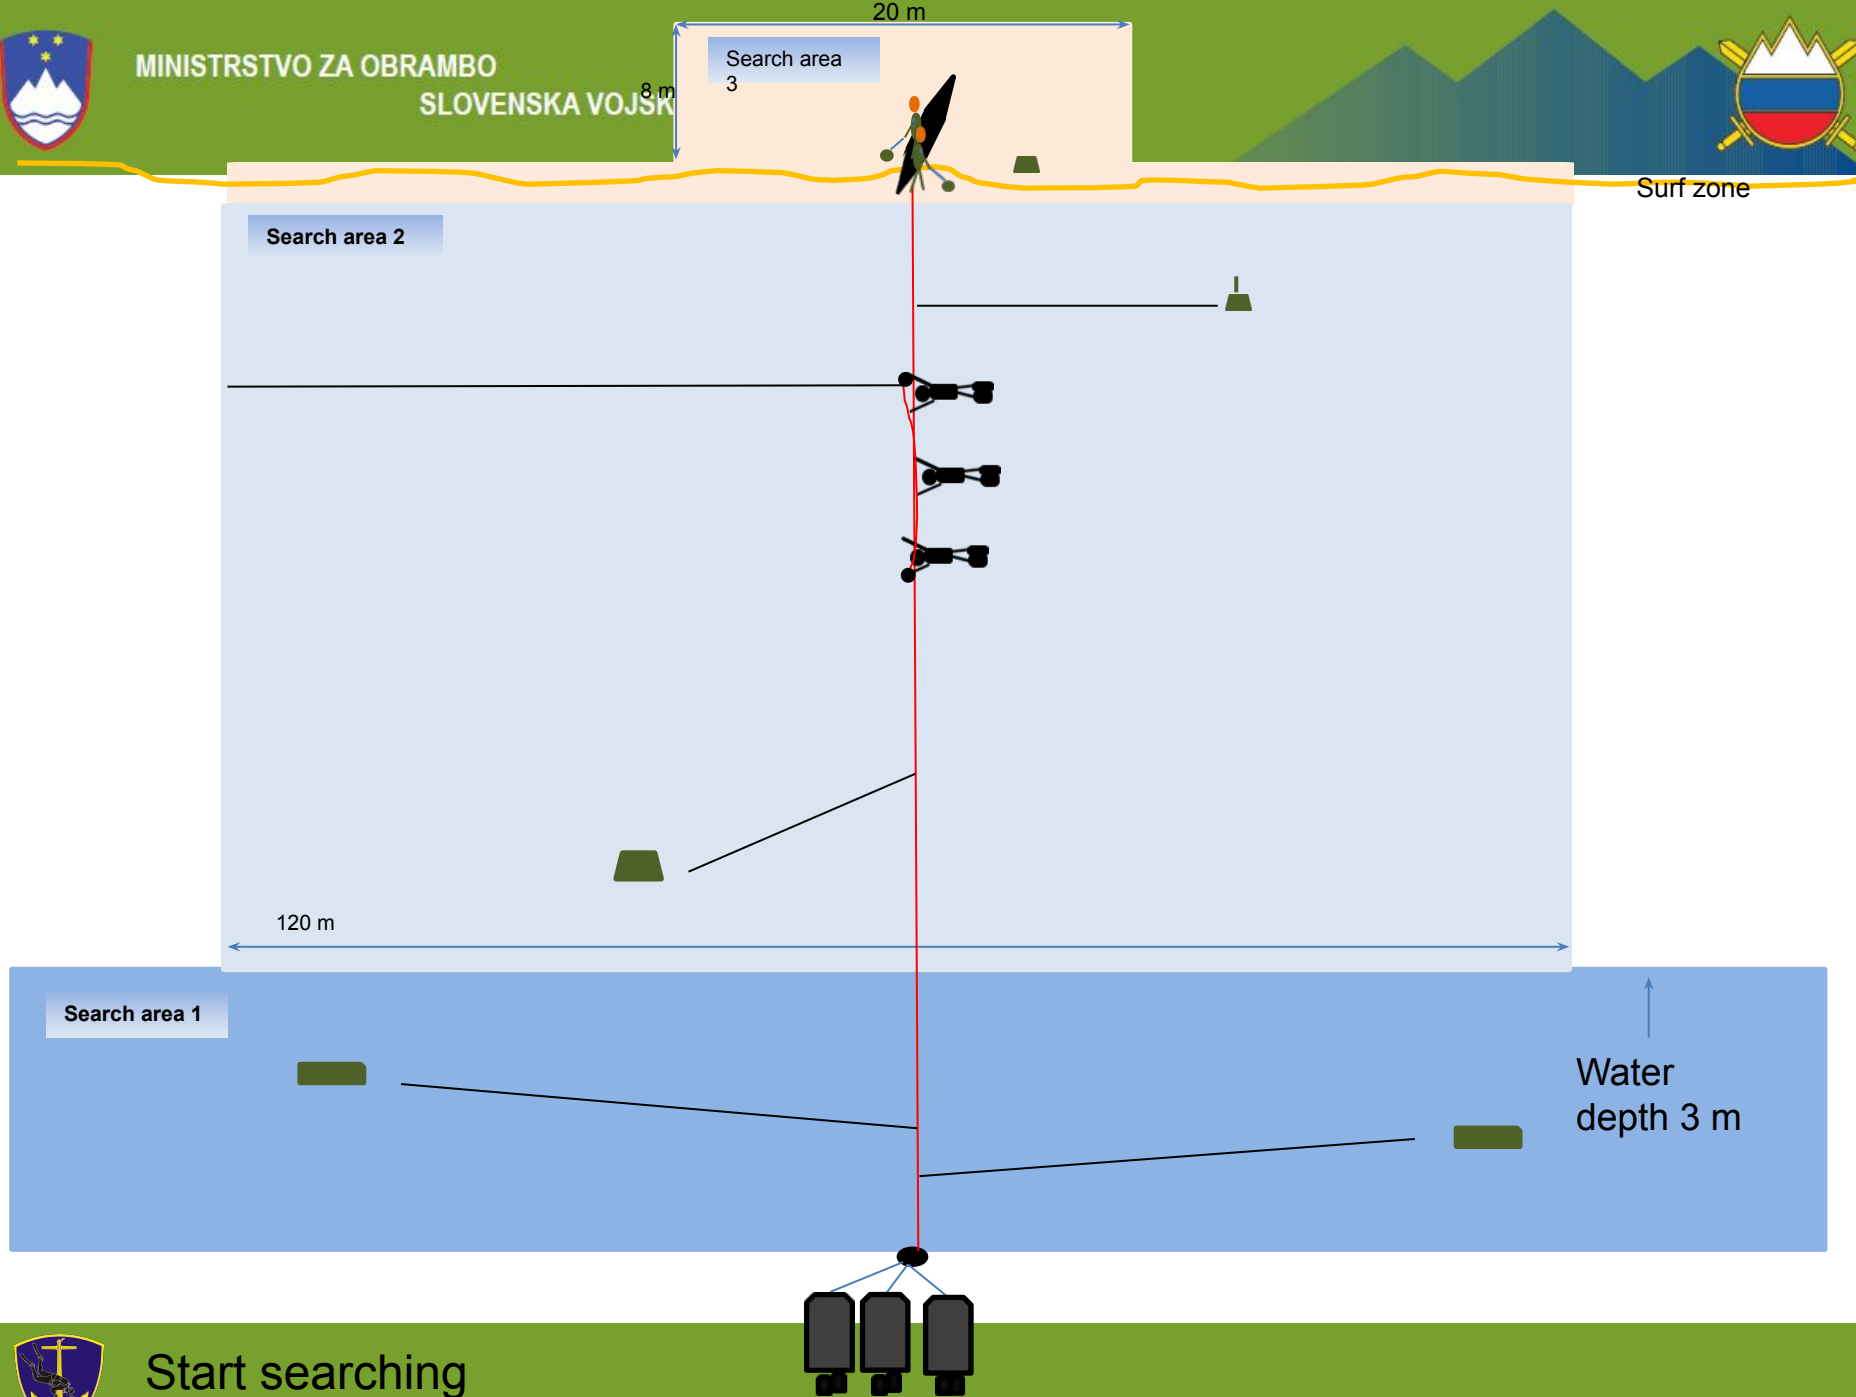 20 m
MINISTRSTVO ZA OBRAMBO
SLOVENSKA VOJSK
8 m
Search area
3
Surf zone
Search area 2
120 m
Search area 1
Water
depth 3 m
Start searching